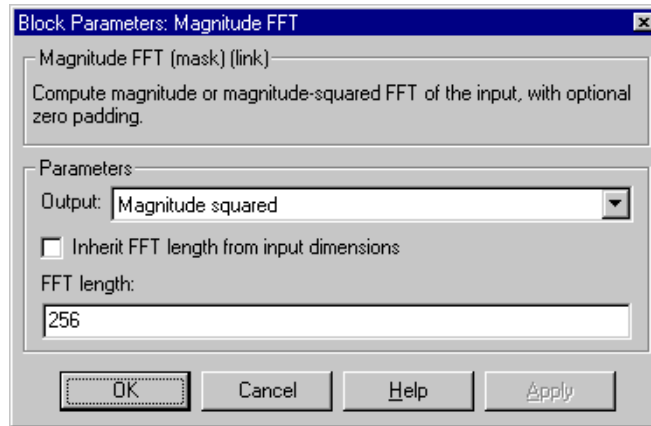 Block Parameters: Magnitude FFT
Magnitude FFT (mask) (link)
Compute magnitude or magnitude-squared FFT of the input, with optional
zero padding.
Parameters
Output: Magnitude squared
Inherit FFT length from input dimensions
FFT length:
256
OK Cancel Help Apply